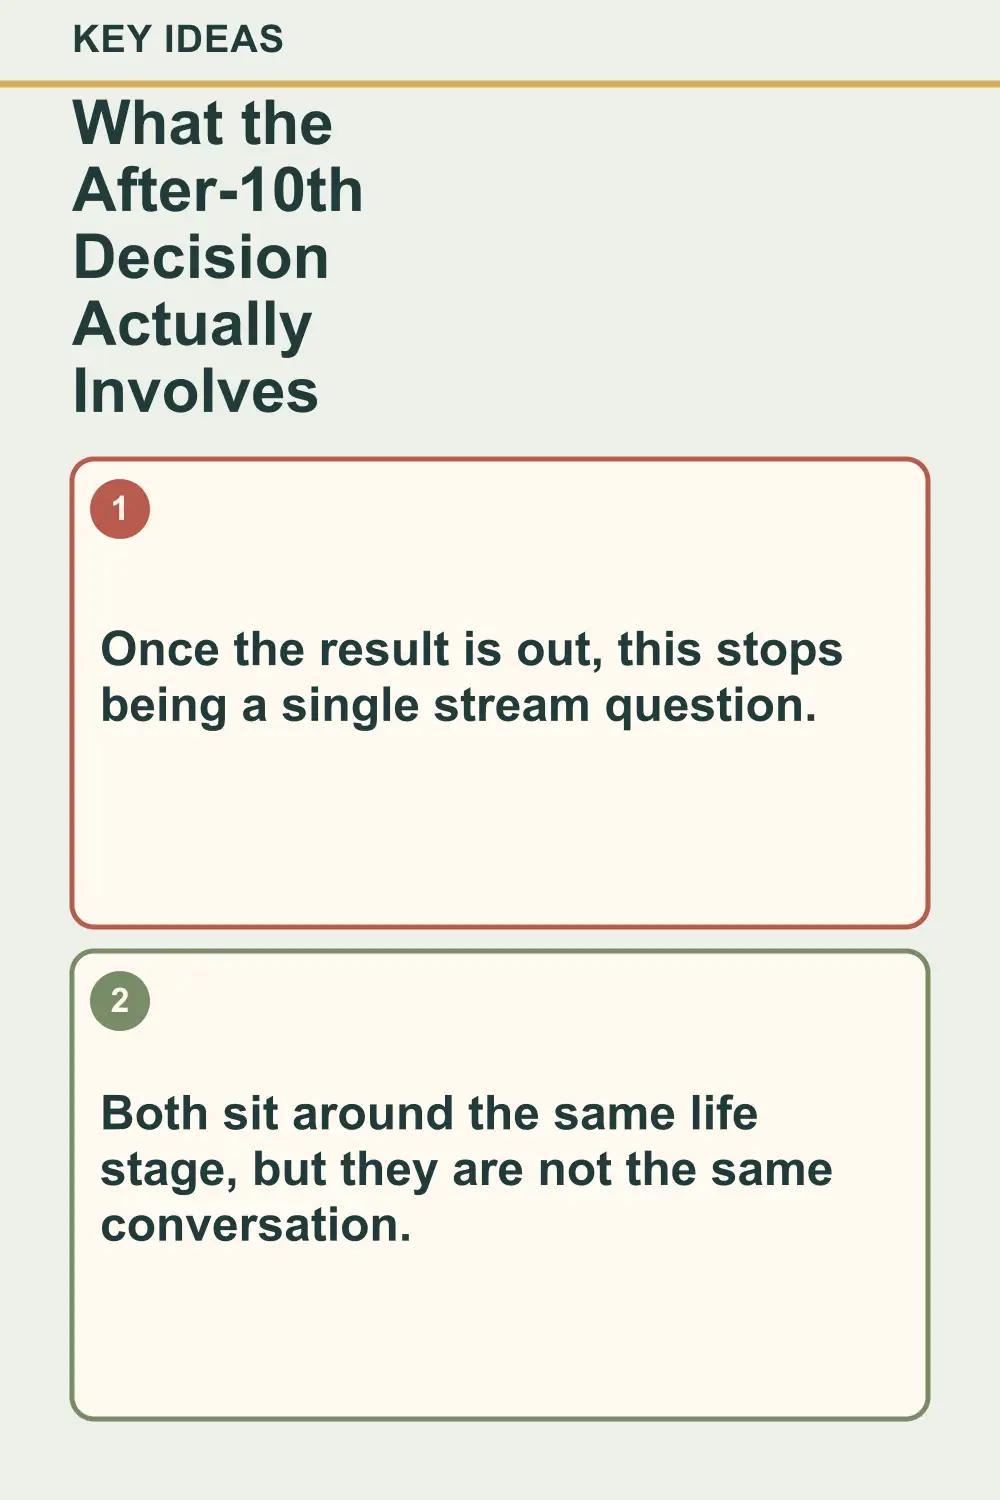 KEY IDEAS
What the
After-10th
Decision
Actually
Involves
1
Once the result is out, this stops
being a single stream question.
2
Both sit around the same life
stage, but they are not the same
conversation.